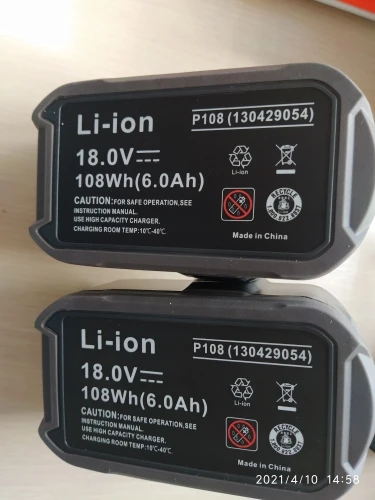 Li-ion
P108 (130429054)
18.0V
108Wh(6.0Ah)
CAUTION:FOR SAFE OPERATION,SEE
INSTRUCTION MANUAL.
USE HIGH CAPACITY CHARGER.
CHARGING ROOM TEMP:10℃-40℃.
Li-ion
RECYCLE
Made in China
Li-ion
P108 (130429054)
18.0V
108Wh(6.0Ah)
CAUTION:FOR SAFE OPERATION,SEE
INSTRUCTION MANUAL.
USE HIGH CAPACITY CHARGER.
CHARGING ROOM TEMP:10℃-40℃.
Li-ion
RECYCLE
Made in China
2021/4/10 14:58